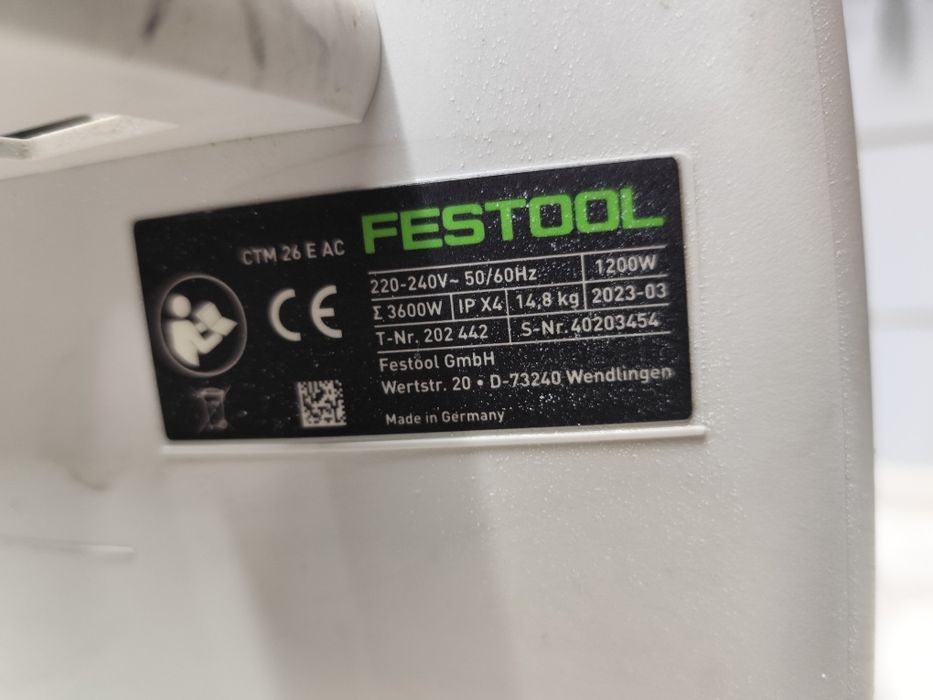 FESTOOL
CTM 26 E AC
220-240V~ 50/60Hz 1200W
Σ 3600W IP X4 14,8 kg 2023-03
T-Nr. 202 442 S-Nr. 40203454
Festool GmbH
Wertstr. 20 • D-73240 Wendlingen
Made in Germany
CE